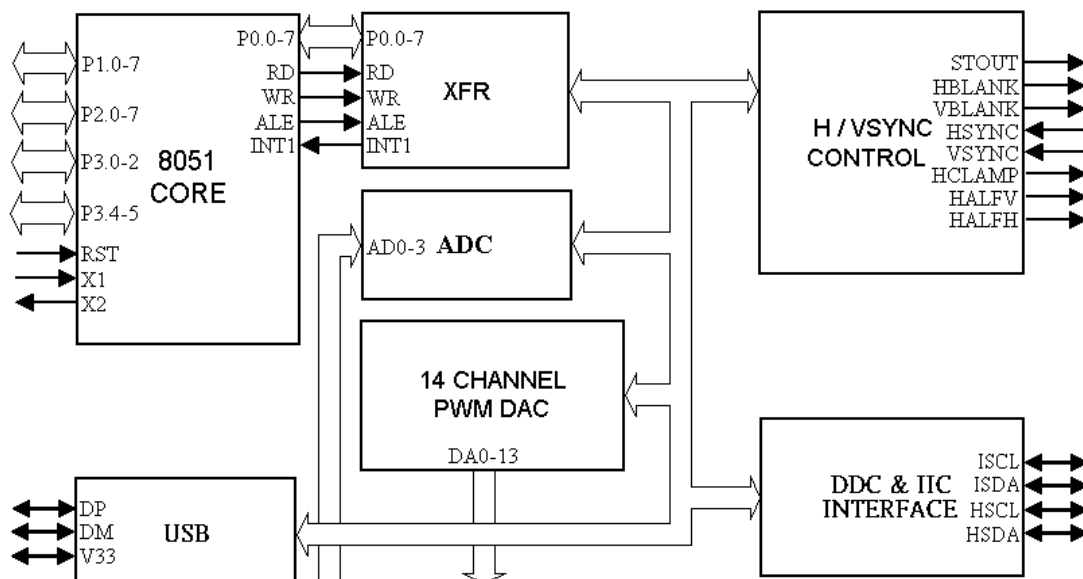 P0.0-7
P1.0-7
RD
WR
P2.0-7
ALE
INT1
P3.0-2
8051
CORE
P3.4-5
RST
X1
X2
P0.0-7
RD
XFR
WR
ALE
INT1
STOUT
HBLANK
VBLANK
H / VSYNC
HSYNC
CONTROL
VSYNC
HCLAMP
HALFV
HALFH
AD0-3
ADC
14 CHANNEL
PWM DAC
DA0-13
DP
DM
USB
V33
ISCL
DDC & IIC
ISDA
INTERFACE
HSCL
HSDA